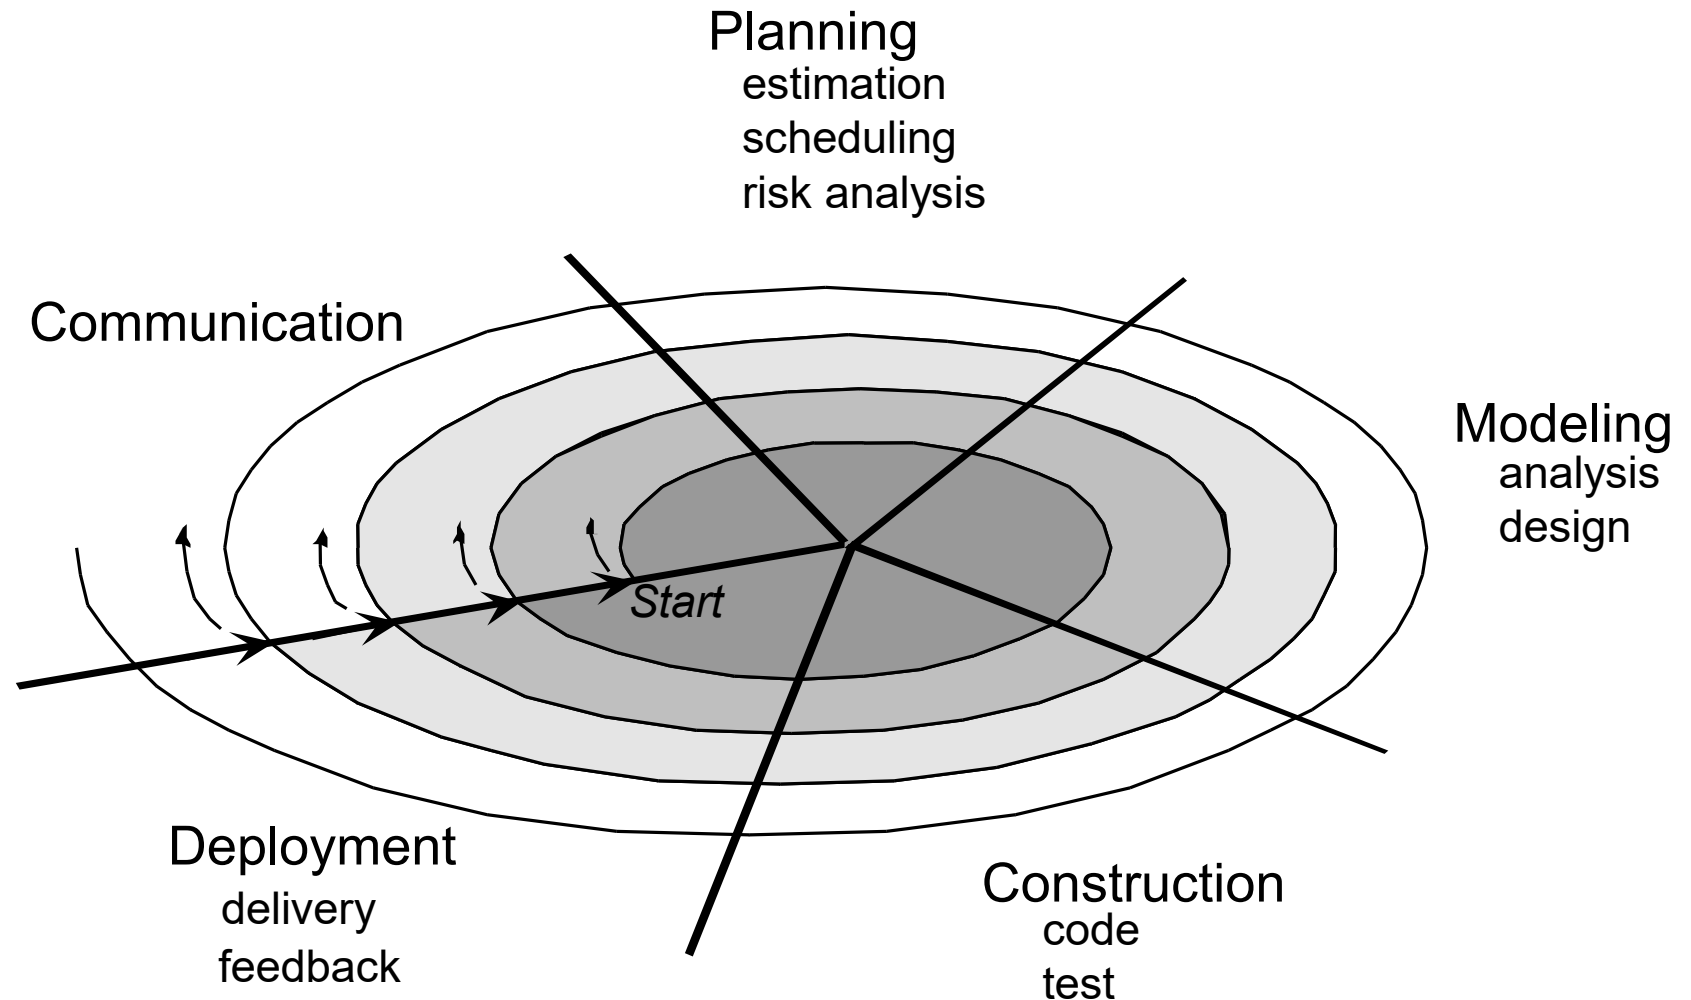 Planning
estimation
scheduling
risk analysis
Communication
Modeling
analysis
design
Start
Deployment
delivery
feedback
Construction
code
test